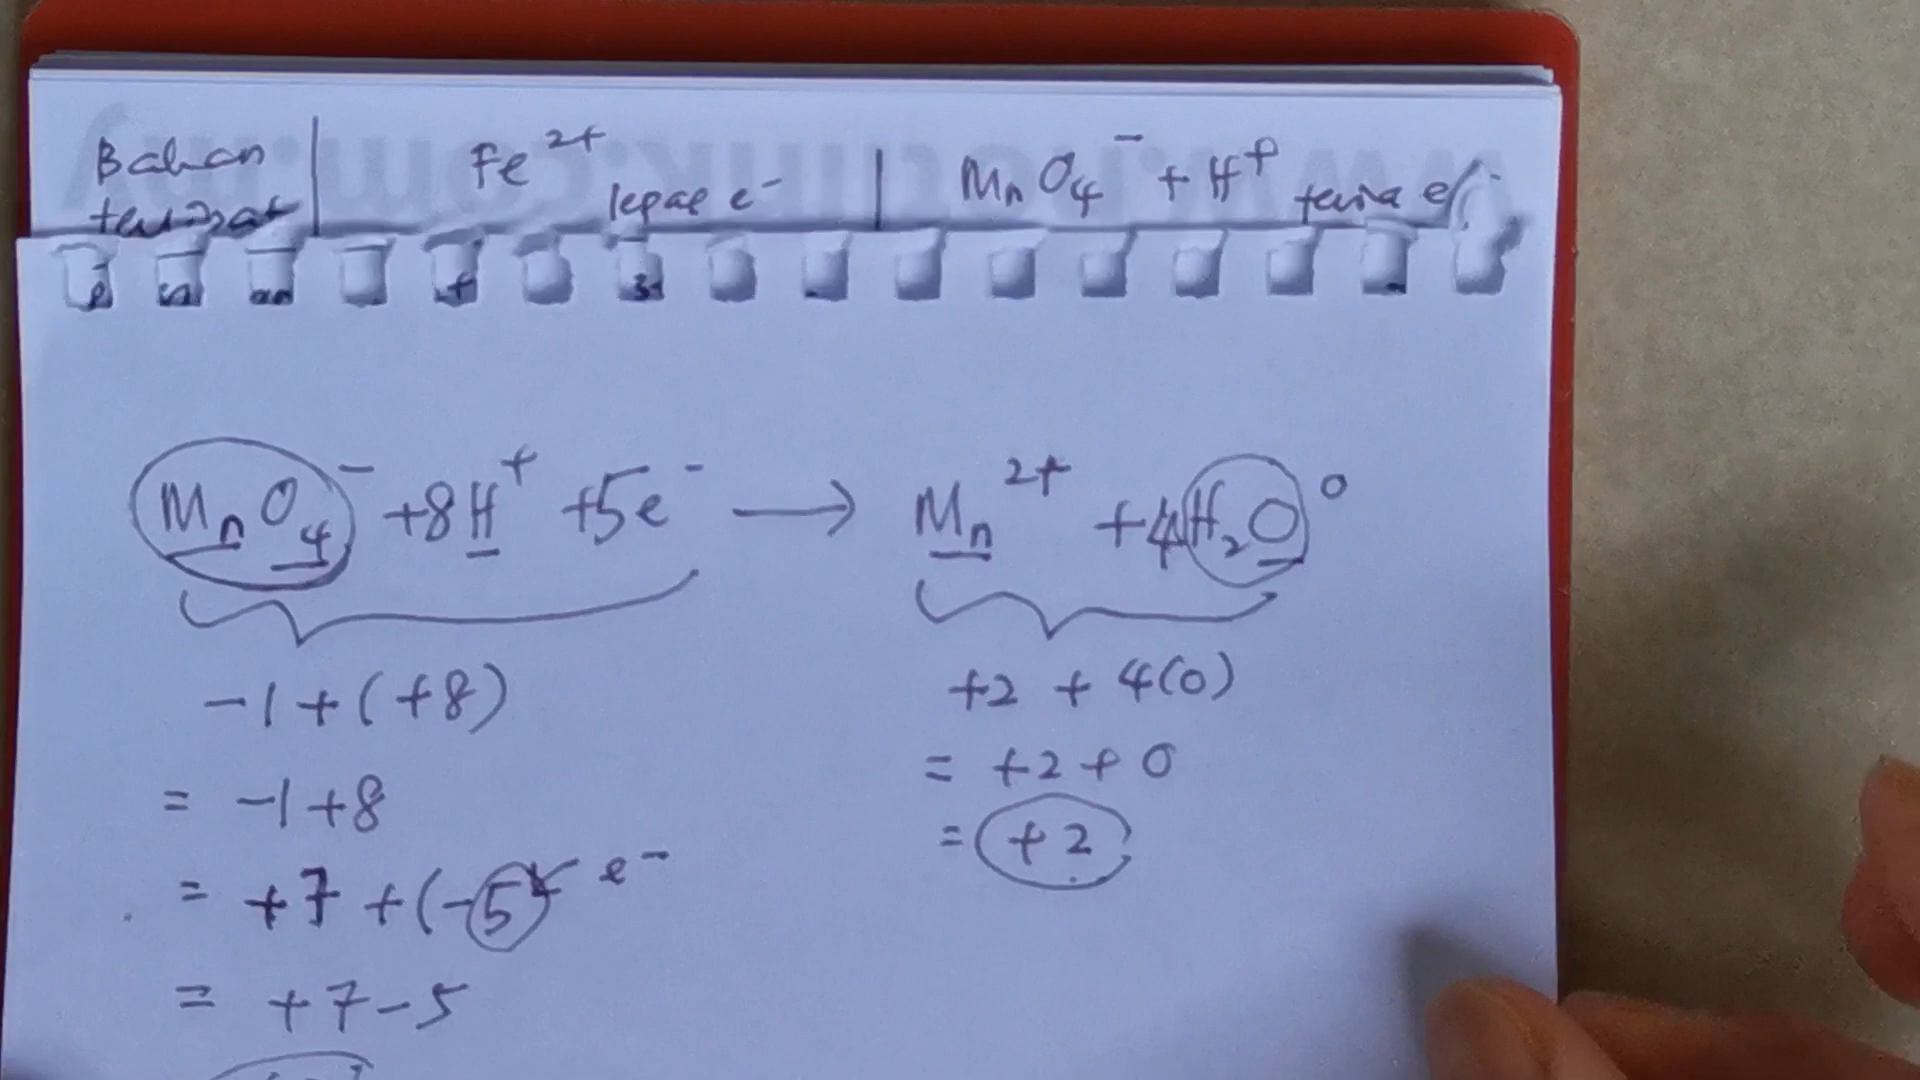 Bahan | Fe²⁺ lepas e⁻ | MnO₄⁻ + H⁺ terima e⁻
MnO₄⁻ + 8H⁺ + 5e⁻ → Mn²⁺ + 4H₂O⁰
-1 + (+8)
= -1 + 8
= +7 + (-5 e⁻
= +7 - 5
+2 + 4(0)
= +2 + 0
= +2